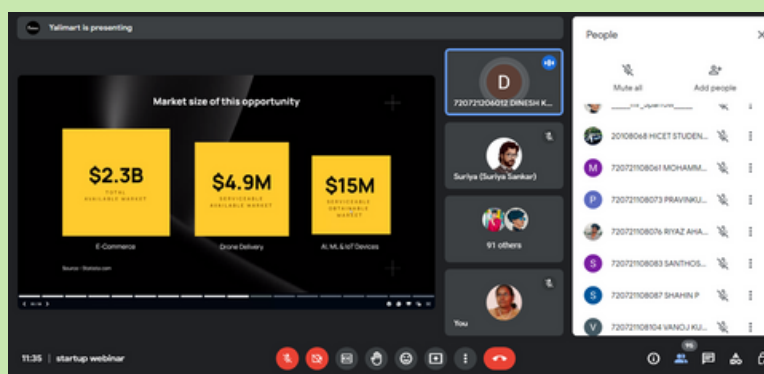 Yalimart is presenting
Market size of this opportunity
$2.3B
TOTAL
AVAILABLE MARKET
E-Commerce
$4.9M
SERVICEABLE
AVAILABLE MARKET
Drone Delivery
$15M
SERVICEABLE
OBTAINABLE
MARKET
AI, ML & IoT Devices
Source : Statista.com
D
720721206012 DINESH K...
Suriya (Suriya Sankar)
91 others
You
People
Mute all
Add people
20108068 HICET STUDEN...
M
720721108061 MOHAMM...
P
720721108073 PRAVINKU...
720721108076 RIYAZ AHA...
S
720721108083 SANTHOS...
S
720721108087 SHAHIN P
V
720721108104 VANOJ KU...
11:35 | startup webinar
95